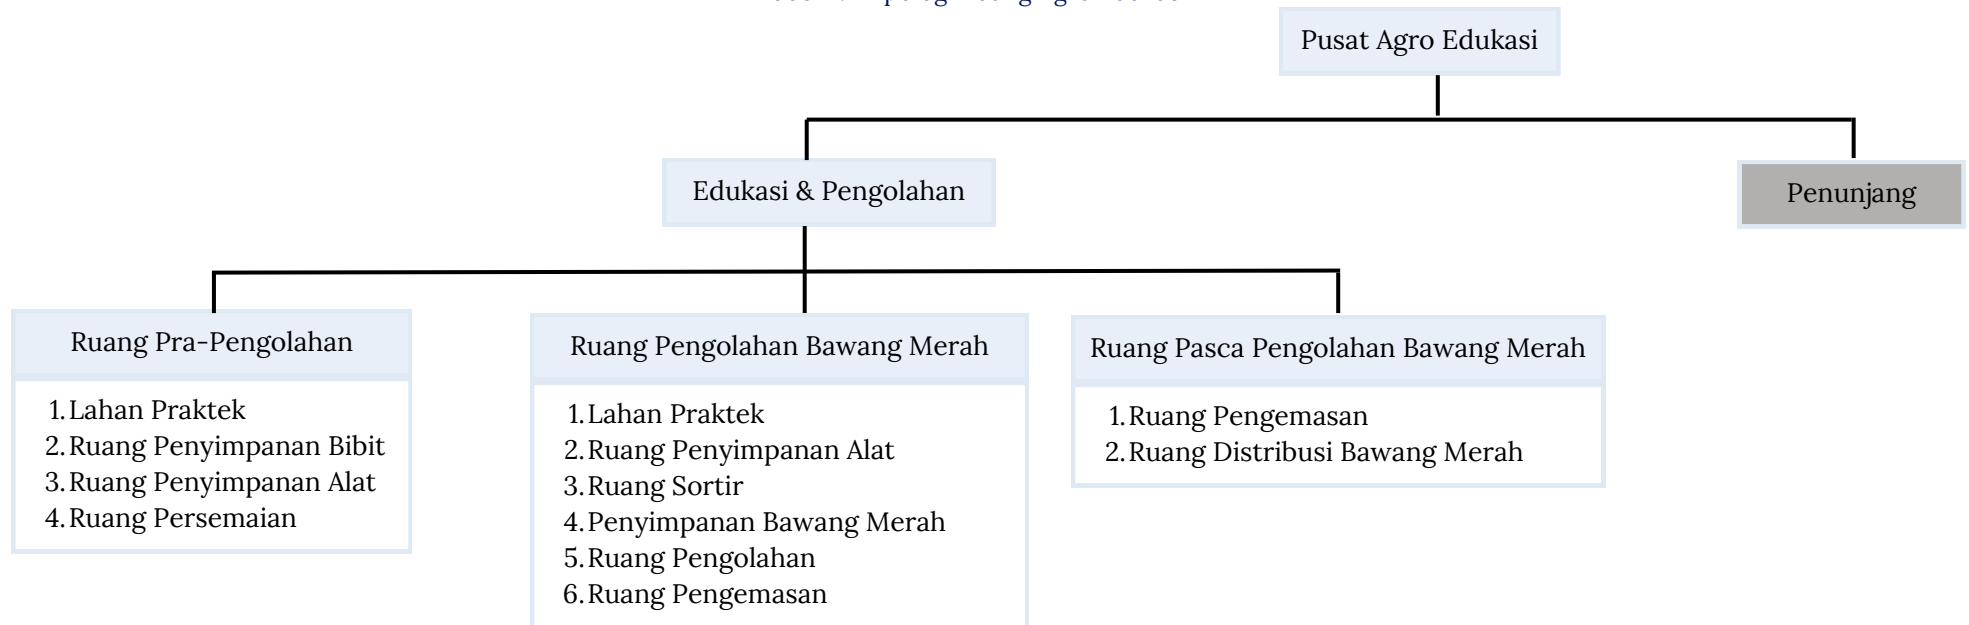 Pusat Agro Edukasi
Edukasi & Pengolahan
Penunjang
Ruang Pra-Pengolahan
1. Lahan Praktek
2. Ruang Penyimpanan Bibit
3. Ruang Penyimpanan Alat
4. Ruang Persemaian
Ruang Pengolahan Bawang Merah
1. Lahan Praktek
2. Ruang Penyimpanan Alat
3. Ruang Sortir
4. Penyimpanan Bawang Merah
5. Ruang Pengolahan
6. Ruang Pengemasan
Ruang Pasca Pengolahan Bawang Merah
1. Ruang Pengemasan
2. Ruang Distribusi Bawang Merah